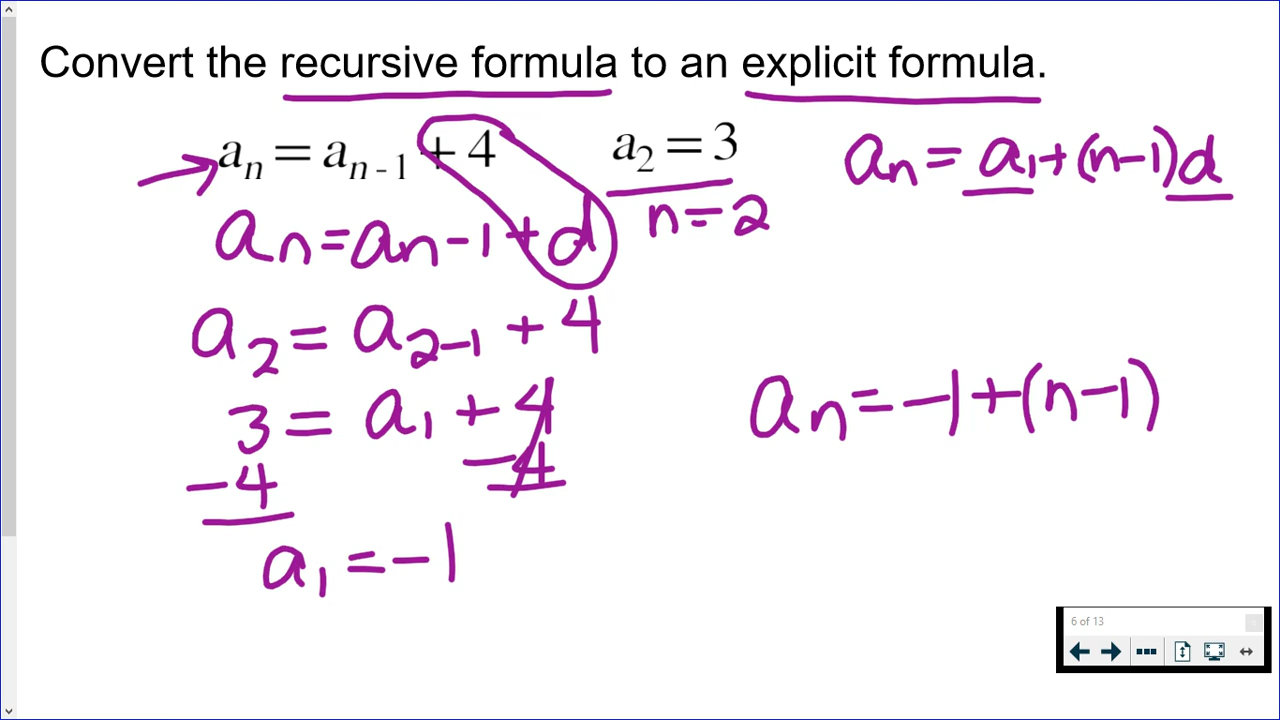 Convert the recursive formula to an explicit formula.
aₙ = aₙ₋₁ + 4    a₂ = 3    aₙ = a₁ + (n-1)d
aₙ = aₙ-1 + d    n = 2
a₂ = a₂₋₁ + 4
3 = a₁ + 4    aₙ = -1 + (n-1)
-4    -4
a₁ = -1
6 of 13